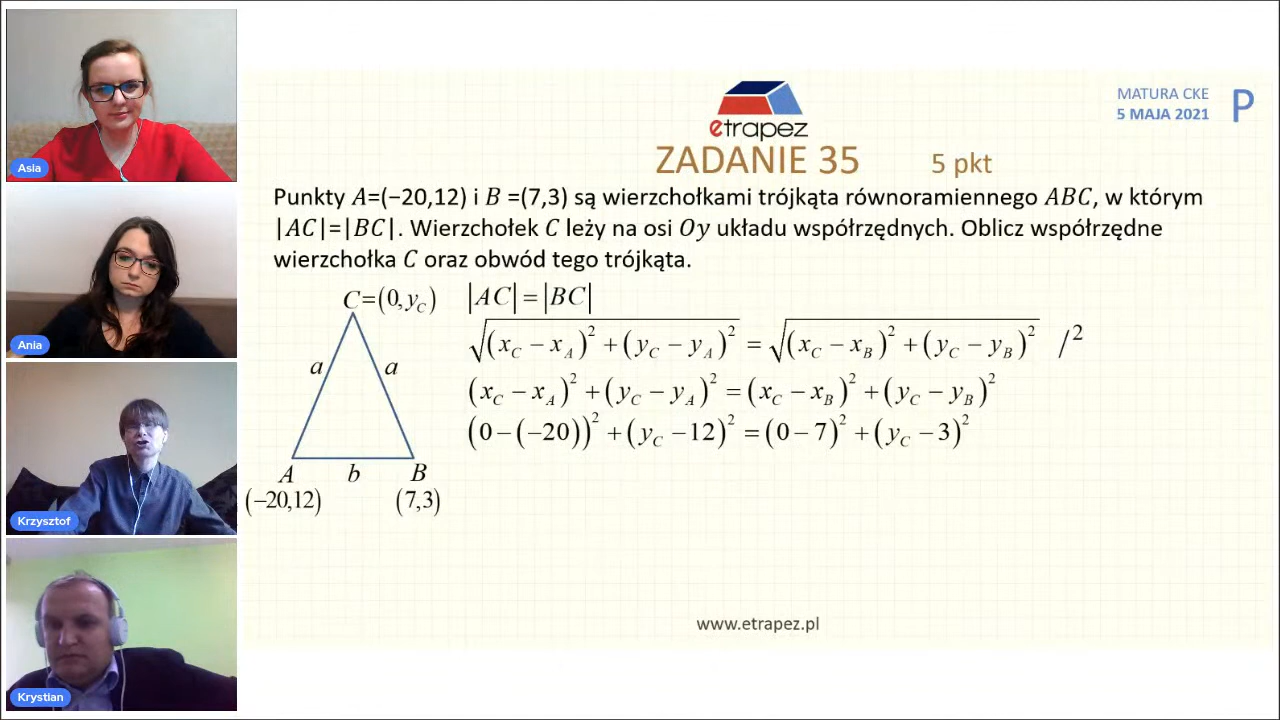 Asia
Ania
Krzysztof
Krystian
etrapez
MATURA CKE
5 MAJA 2021
P
ZADANIE 35 5 pkt
Punkty A=(−20,12) i B =(7,3) są wierzchołkami trójkąta równoramiennego ABC, w którym
|AC|=|BC|. Wierzchołek C leży na osi Oy układu współrzędnych. Oblicz współrzędne
wierzchołka C oraz obwód tego trójkąta.
C=(0,y_C)
a a
A b B
(−20,12) (7,3)
|AC| = |BC|
√((x_C − x_A)² + (y_C − y_A)²) = √((x_C − x_B)² + (y_C − y_B)²) /²
(x_C − x_A)² + (y_C − y_A)² = (x_C − x_B)² + (y_C − y_B)²
(0 − (−20))² + (y_C − 12)² = (0 − 7)² + (y_C − 3)²
www.etrapez.pl